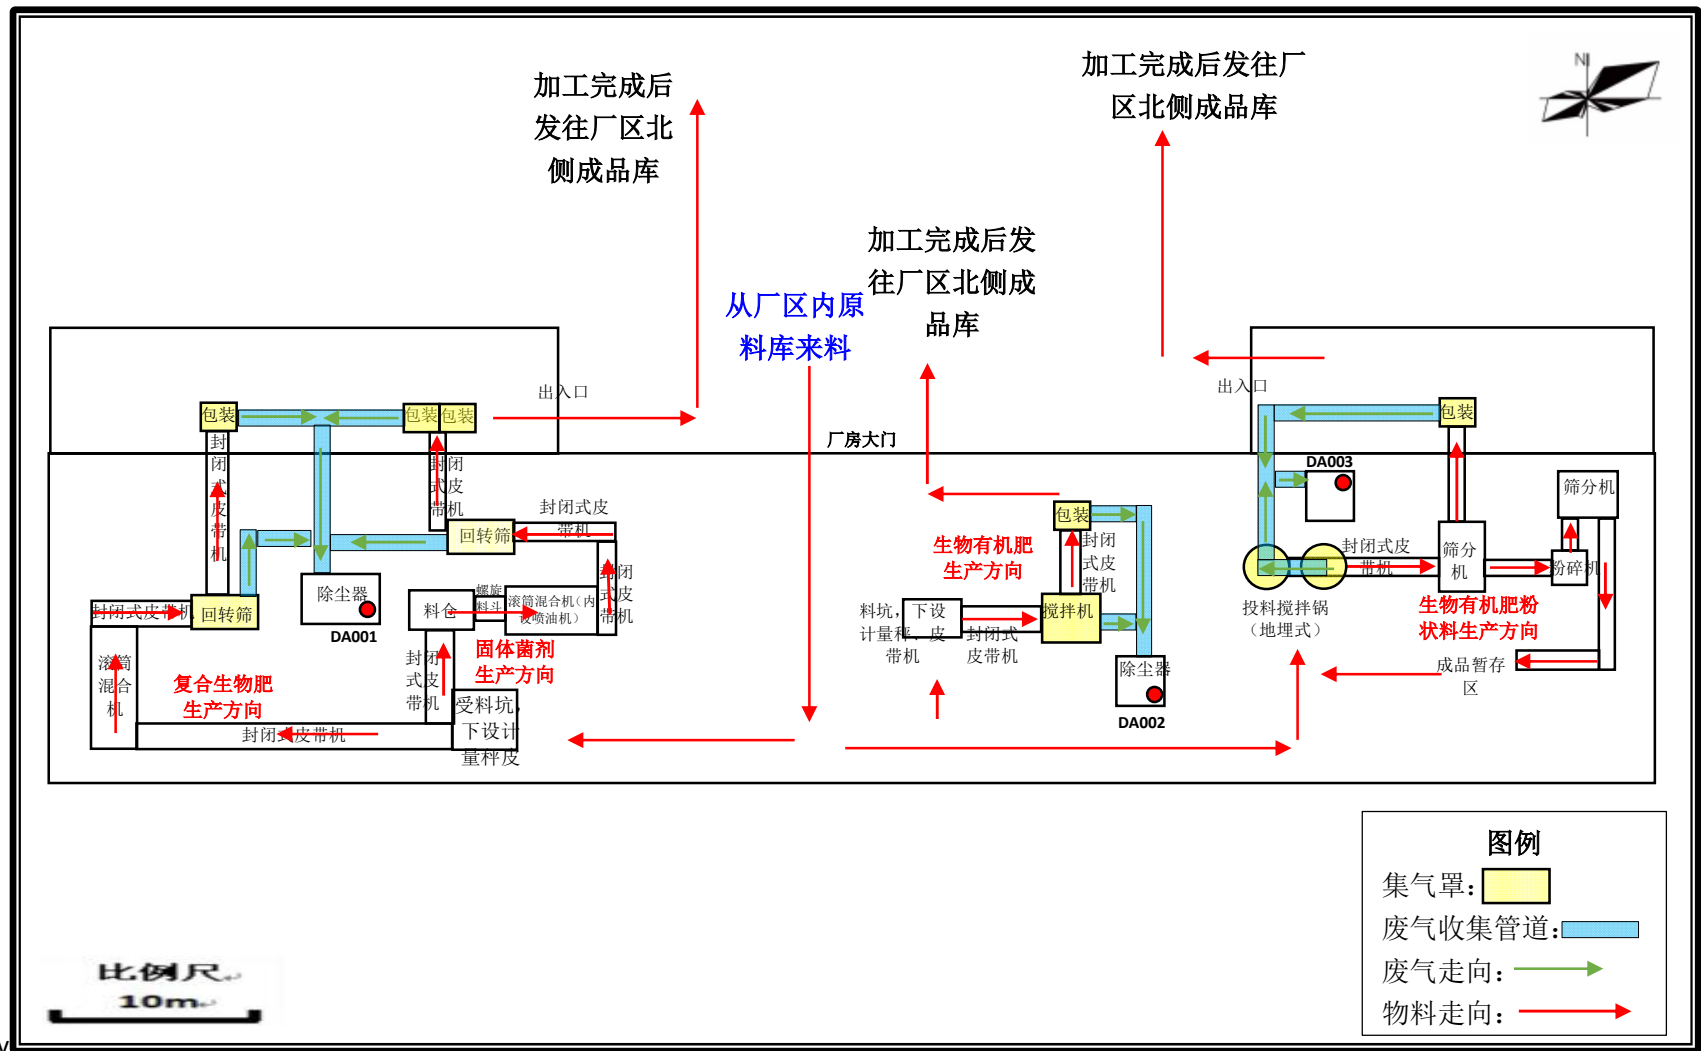 加工完成后
发往厂区北
侧成品库
加工完成后发往厂
区北侧成品库
N
加工完成后发
往厂区北侧成
品库
从厂区内原
料库来料
出入口
出入口
厂房大门
包装
包装
包装
封
闭
式皮
带
机
封闭
式皮
带机
封闭式皮
带机
回转筛
除尘器
DA001
封闭式皮带机
回转筛
滚筒
混合
机
复合生物肥
生产方向
封闭式皮带机
料仓
螺旋
料斗
滚筒混合机（内
设喷油机）
封闭
式皮
带机
固体菌剂
生产方向
封闭
式皮
带机
受料坑，
下设计
量秤皮
包装
生物有机肥
生产方向
封闭
式皮
带机
料坑，下设
计量秤、皮
带机
封闭式
皮带机
搅拌机
除尘器
DA002
包装
DA003
筛分机
封闭式皮
带机
筛分
机
粉碎机
投料搅拌锅
（地埋式）
生物有机肥粉
状料生产方向
成品暂存
区
图例
集气罩：
废气收集管道：
废气走向：
物料走向：
比例尺
10m